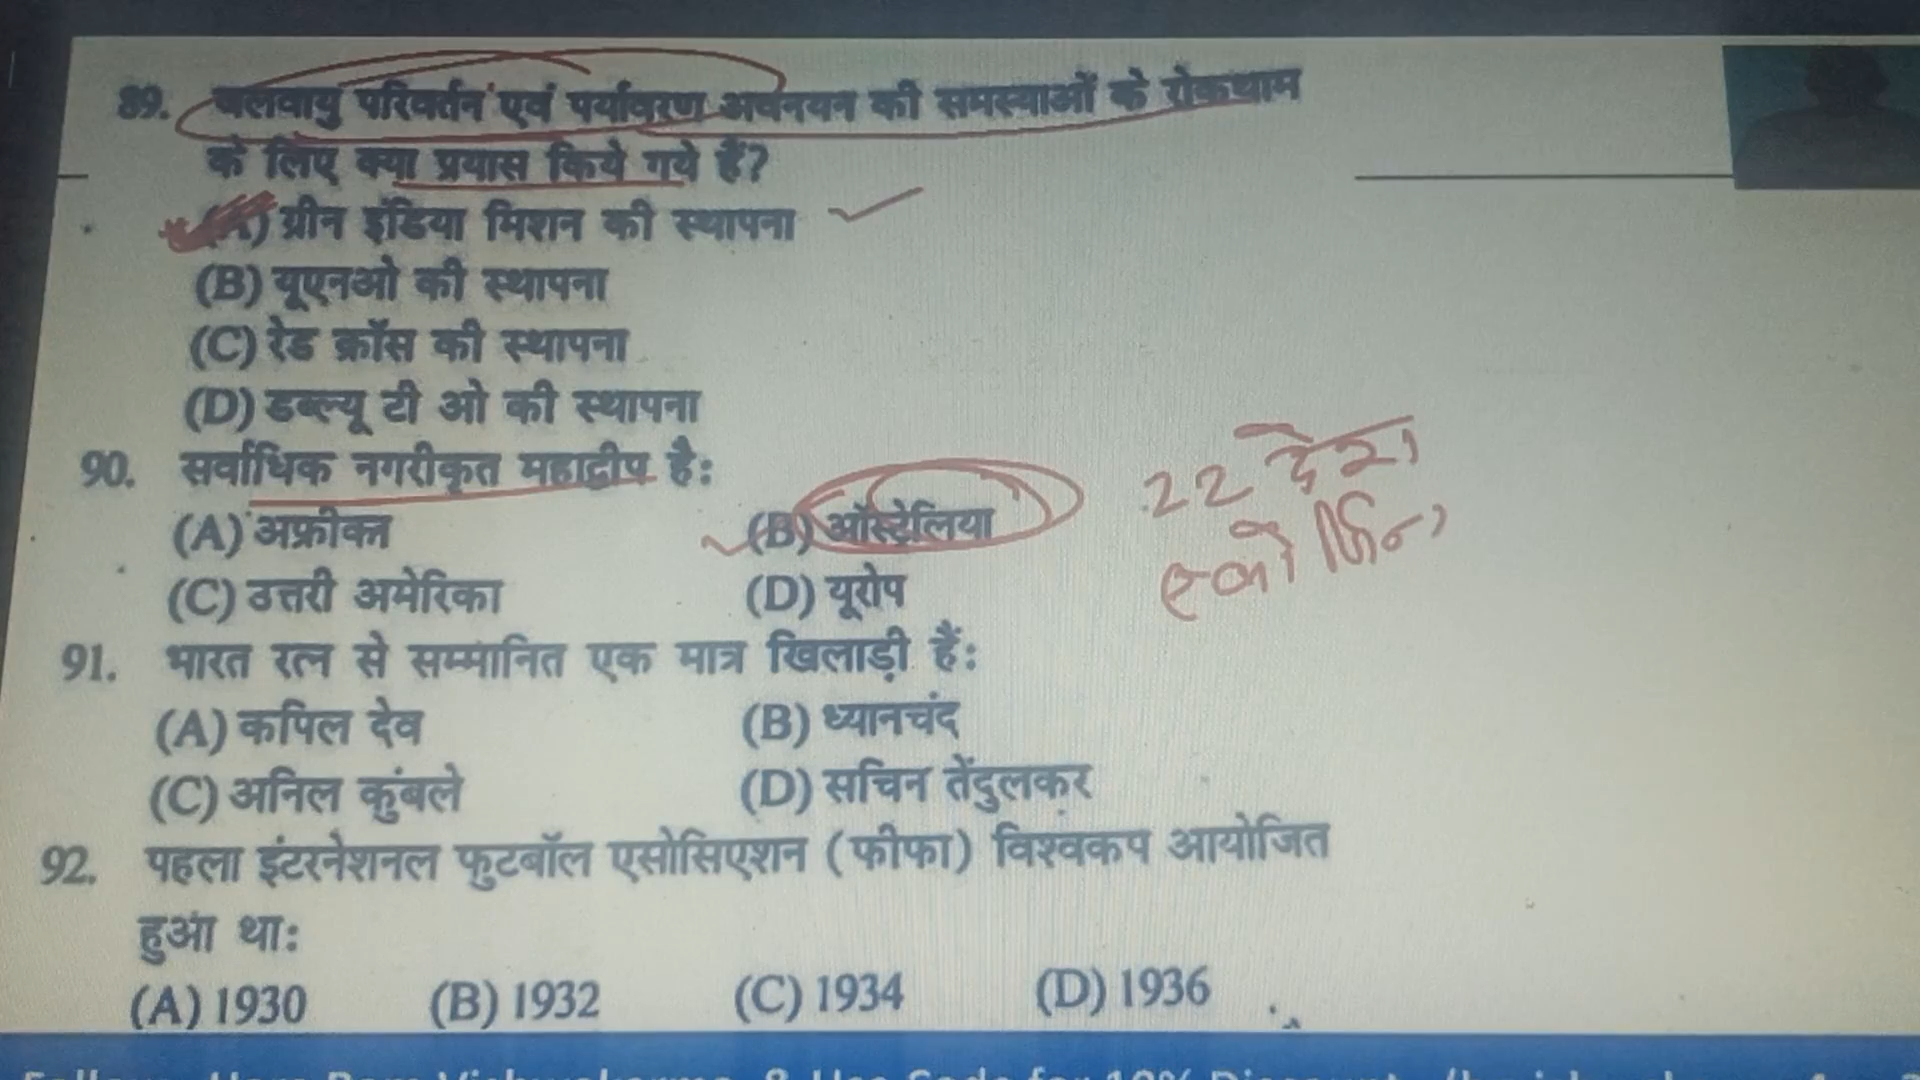 89. जलवायु परिवर्तन एवं पर्यावरण अवनयन की समस्याओं के रोकथाम
के लिए क्या प्रयास किये गये हैं?
(A) ग्रीन इंडिया मिशन की स्थापना
(B) यूएनओ की स्थापना
(C) रेड क्रॉस की स्थापना
(D) डब्ल्यू टी ओ की स्थापना
90. सर्वाधिक नगरीकृत महाद्वीप है:
(A) अफ्रीका (B) ऑस्ट्रेलिया
22 देश
(C) उत्तरी अमेरिका (D) यूरोप
91. भारत रत्न से सम्मानित एक मात्र खिलाड़ी हैं:
(A) कपिल देव (B) ध्यानचंद
(C) अनिल कुंबले (D) सचिन तेंदुलकर
92. पहला इंटरनेशनल फुटबॉल एसोसिएशन (फीफा) विश्वकप आयोजित
हुआ था:
(A) 1930 (B) 1932 (C) 1934 (D) 1936